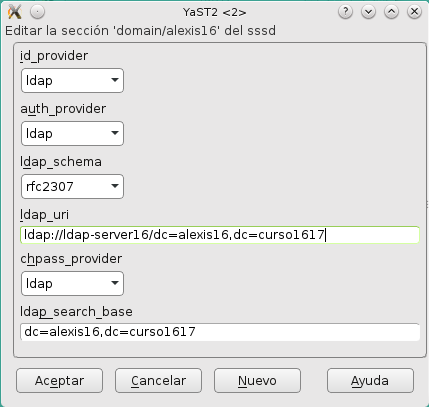 YaST2 <2>
Editar la sección 'domain/alexis16' del sssd
id_provider
ldap
auth_provider
ldap
ldap_schema
rfc2307
ldap_uri
ldap://ldap-server16/dc=alexis16,dc=curso1617
chpass_provider
ldap
ldap_search_base
dc=alexis16,dc=curso1617
Aceptar Cancelar Nuevo Ayuda